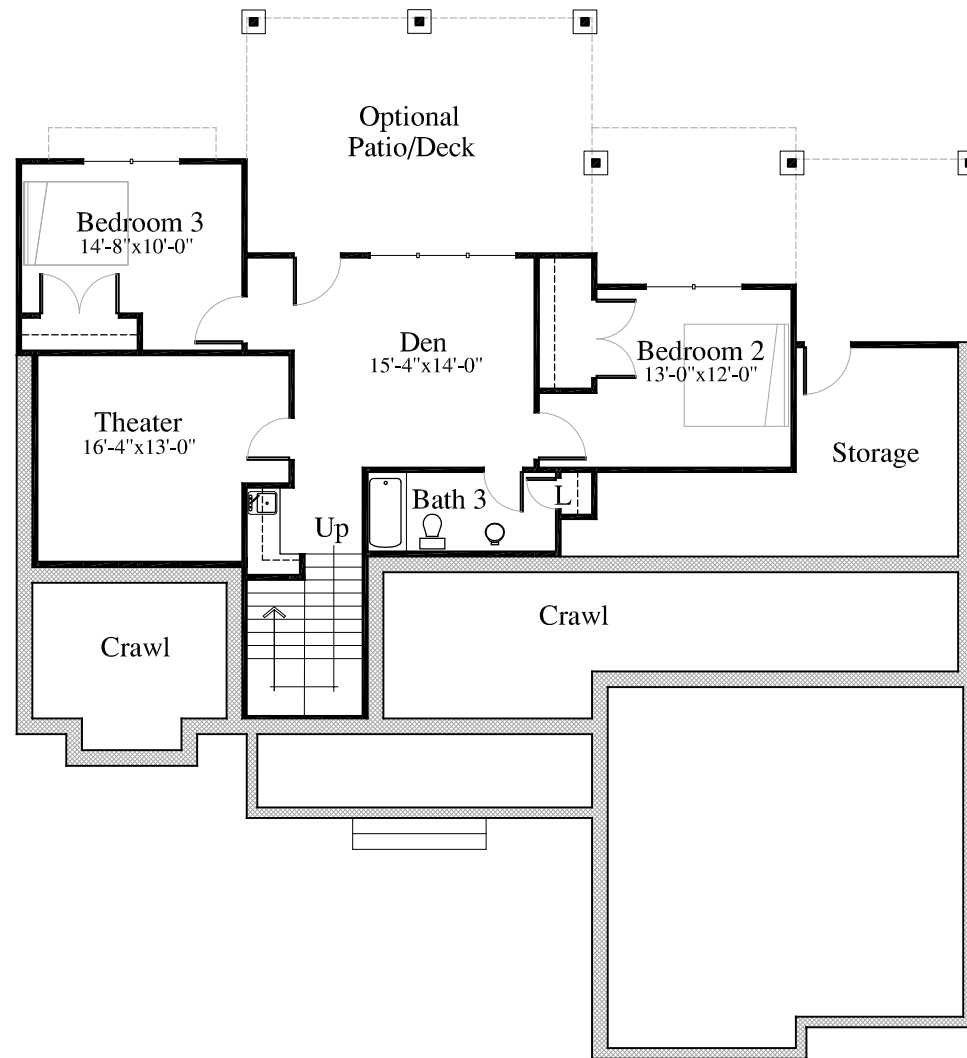 Optional
Patio/Deck
Bedroom 3
14'-8"x10'-0"
Den
15'-4"x14'-0"
Bedroom 2
13'-0"x12'-0"
Theater
16'-4"x13'-0"
Storage
Bath 3
L
Up
Crawl
Crawl